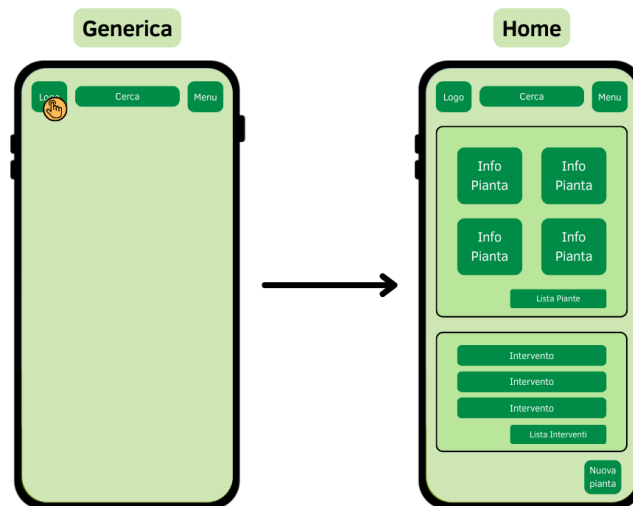 Generica
Logo
Cerca
Menu
Home
Logo
Cerca
Menu
Info
Pianta
Info
Pianta
Info
Pianta
Info
Pianta
Lista Piante
Intervento
Intervento
Intervento
Lista Interventi
Nuova
pianta